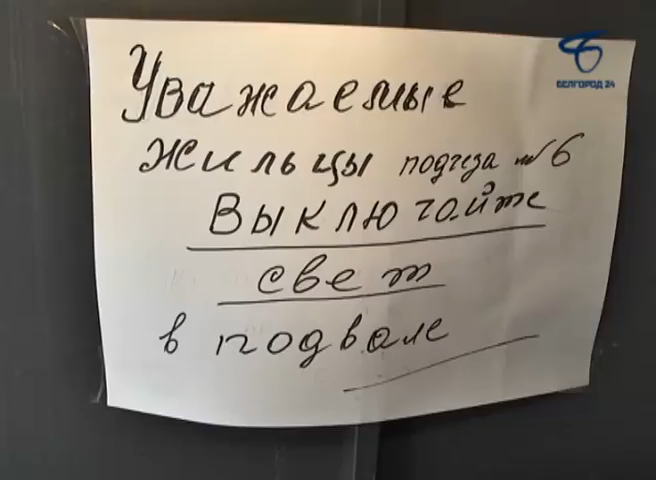 Уважаемые
жильцы подъезда №6
Выключайте
свет
в подвале
БЕЛГОРОД 24